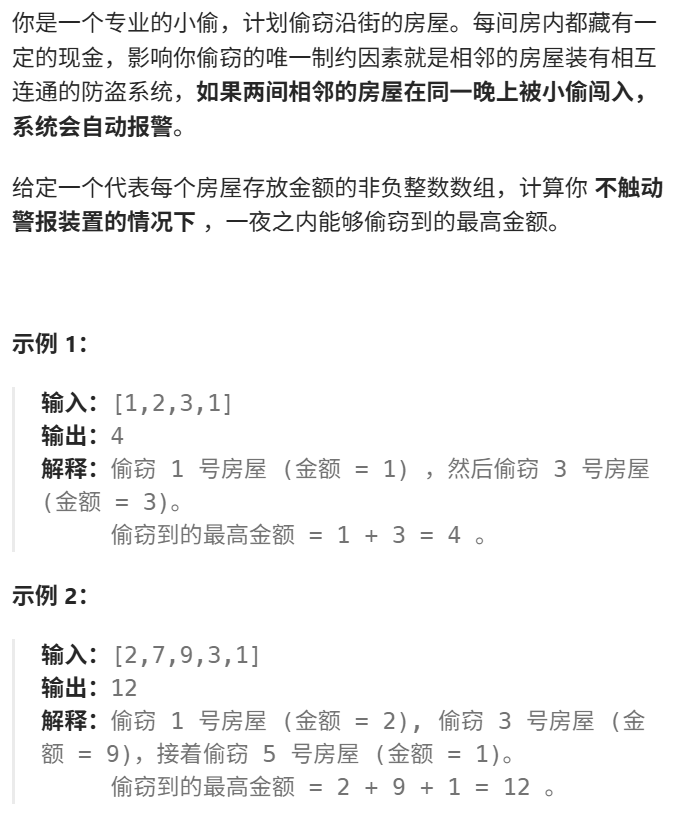 你是一个专业的小偷，计划偷窃沿街的房屋。每间房内都藏有一
定的现金，影响你偷窃的唯一制约因素就是相邻的房屋装有相互
连通的防盗系统，如果两间相邻的房屋在同一晚上被小偷闯入，
系统会自动报警。
给定一个代表每个房屋存放金额的非负整数数组，计算你 不触动
警报装置的情况下 ，一夜之内能够偷窃到的最高金额。
示例 1：
输入：[1,2,3,1]
输出：4
解释：偷窃 1 号房屋 (金额 = 1) ，然后偷窃 3 号房屋
(金额 = 3)。
偷窃到的最高金额 = 1 + 3 = 4 。
示例 2：
输入：[2,7,9,3,1]
输出：12
解释：偷窃 1 号房屋 (金额 = 2), 偷窃 3 号房屋 (金
额 = 9)，接着偷窃 5 号房屋 (金额 = 1)。
偷窃到的最高金额 = 2 + 9 + 1 = 12 。